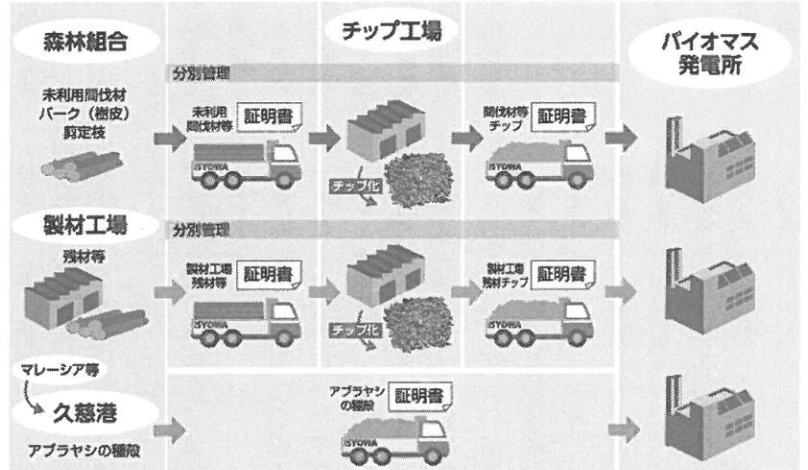 森林組合
チップ工場
バイオマス
発電所
分別管理
未利用間伐材
バーク（樹皮）
剪定枝
未利用
間伐材等
証明書
SYOWA
チップ化
間伐材等
チップ
証明書
SYOWA
製材工場
残材等
分別管理
製材工場
残材等
証明書
SYOWA
チップ化
製材工場
残材チップ
証明書
SYOWA
マレーシア等
久慈港
アブラヤシの種殻
アブラヤシ
の種殻
証明書
SYOWA